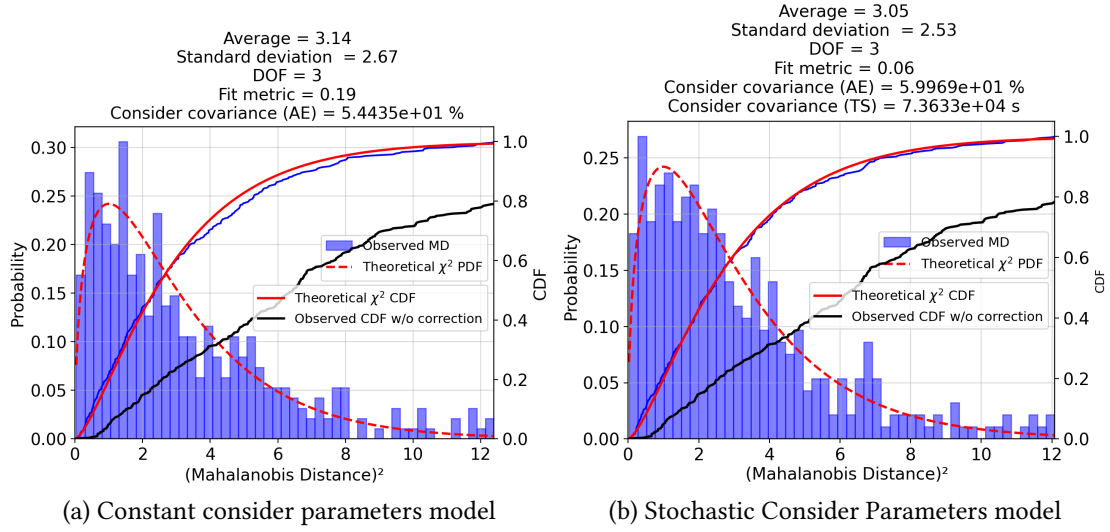 Average = 3.14
Standard deviation = 2.67
DOF = 3
Fit metric = 0.19
Consider covariance (AE) = 5.4435e+01 %
Probability
0.30
0.25
0.20
0.15
0.10
0.05
0.00
1.0
0.8
0.6
0.4
0.2
0.0
CDF
Observed MD
Theoretical χ² PDF
Theoretical χ² CDF
Observed CDF w/o correction
0 2 4 6 8 10 12
(Mahalanobis Distance)²
(a) Constant consider parameters model
Average = 3.05
Standard deviation = 2.53
DOF = 3
Fit metric = 0.06
Consider covariance (AE) = 5.9969e+01 %
Consider covariance (TS) = 7.3633e+04 s
Probability
0.25
0.20
0.15
0.10
0.05
0.00
1.0
0.8
0.6
0.4
0.2
0.0
CDF
Observed MD
Theoretical χ² PDF
Theoretical χ² CDF
Observed CDF w/o correction
0 2 4 6 8 10 12
(Mahalanobis Distance)²
(b) Stochastic Consider Parameters model